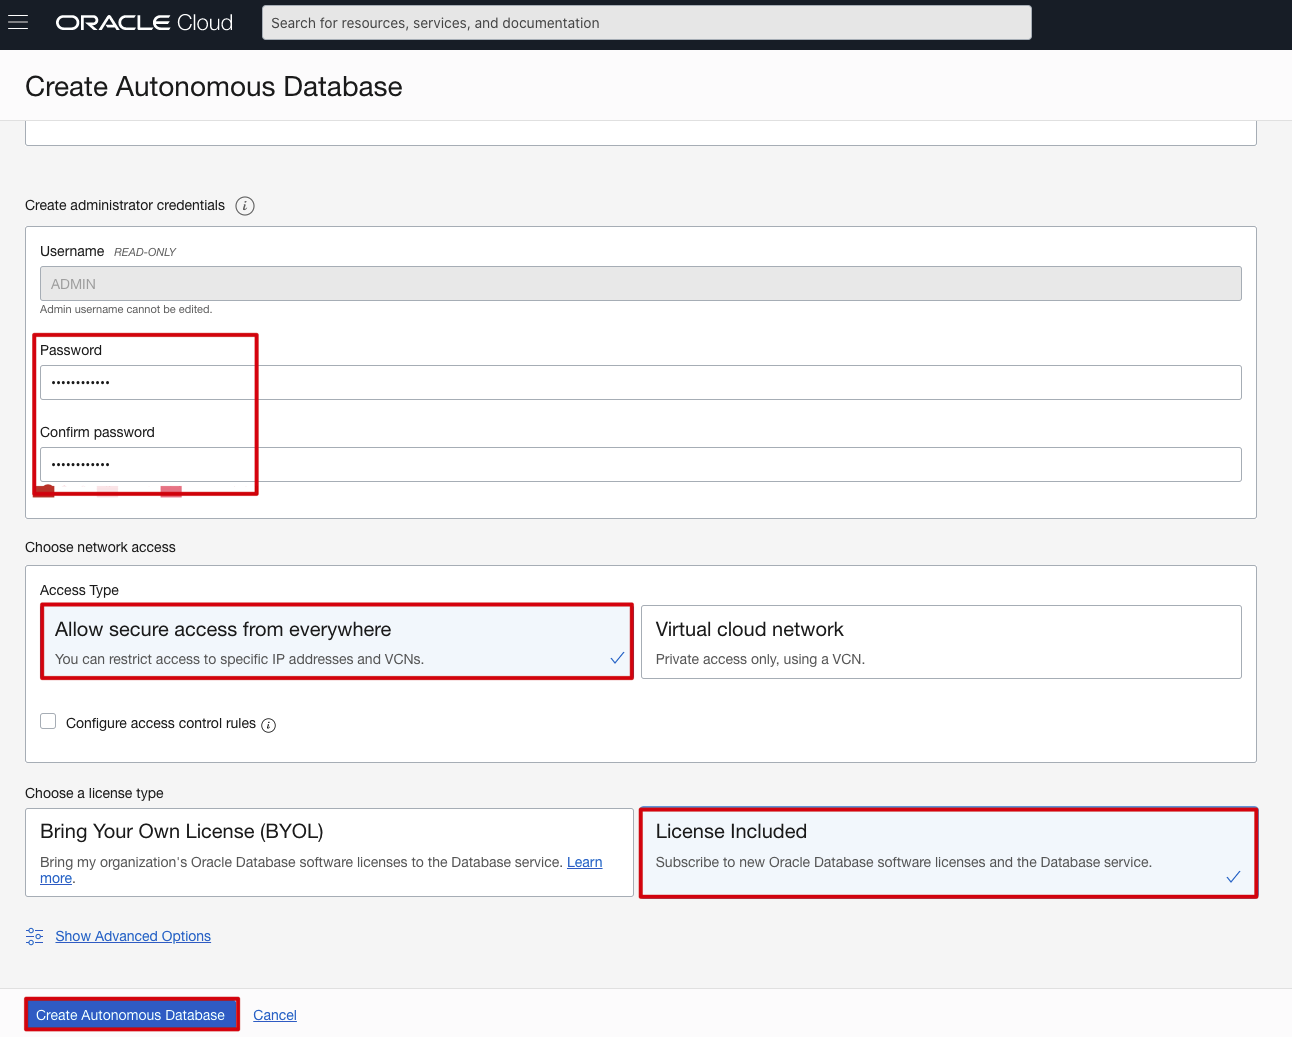 ORACLE Cloud
Search for resources, services, and documentation
Create Autonomous Database
Create administrator credentials
Username READ-ONLY
ADMIN
Admin username cannot be edited.
Password
••••••••••••
Confirm password
••••••••••••
Choose network access
Access Type
Allow secure access from everywhere
You can restrict access to specific IP addresses and VCNs.
Virtual cloud network
Private access only, using a VCN.
Configure access control rules
Choose a license type
Bring Your Own License (BYOL)
Bring my organization's Oracle Database software licenses to the Database service. Learn
more.
License Included
Subscribe to new Oracle Database software licenses and the Database service.
Show Advanced Options
Create Autonomous Database
Cancel